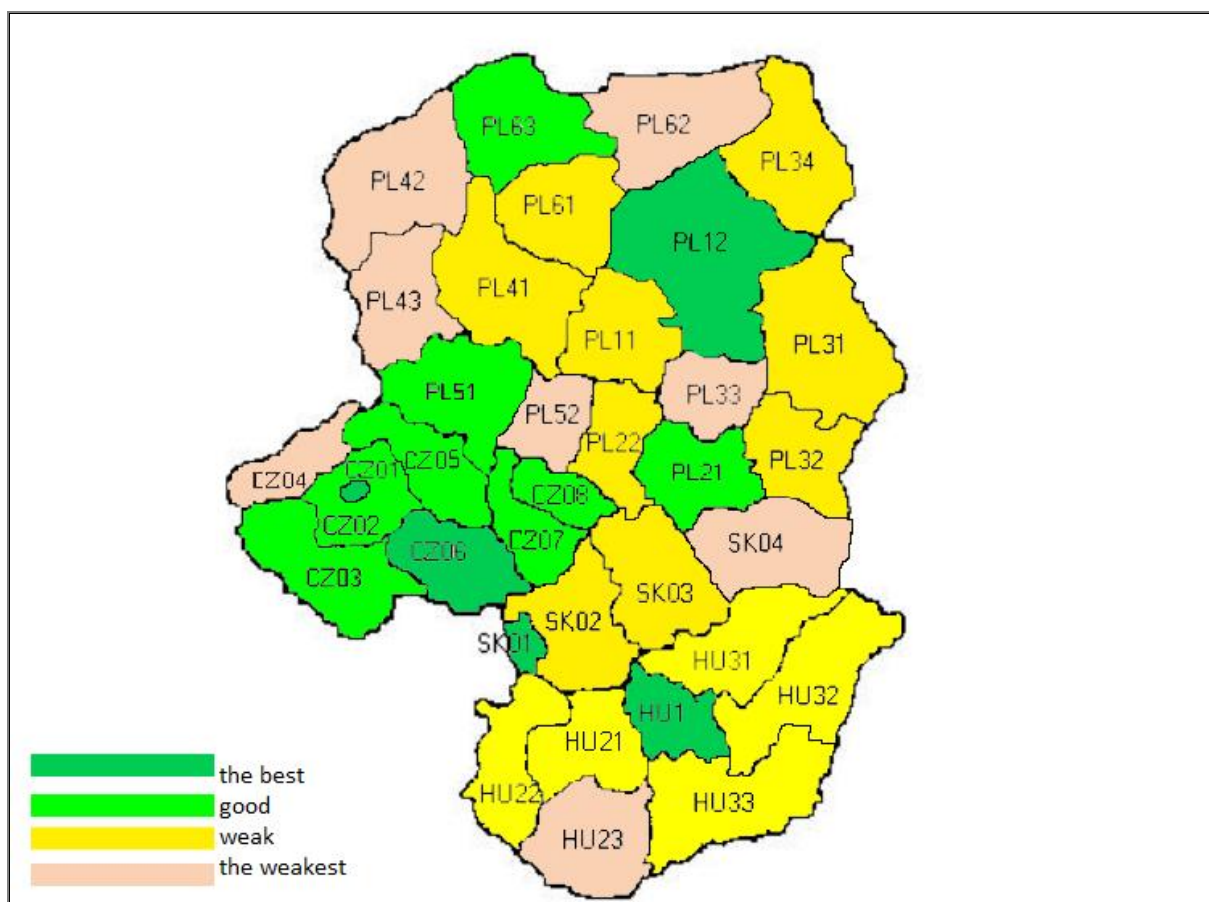 PL63
PL62
PL34
PL42
PL61
PL12
PL41
PL43
PL11
PL31
PL51
PL33
PL52
PL22
PL32
CZ05
CZ01
PL21
CZ04
CZ08
CZ02
CZ07
CZ06
SK04
CZ03
SK03
SK02
SK01
HU31
HU32
HU1
HU21
HU22
HU33
HU23
the best
good
weak
the weakest